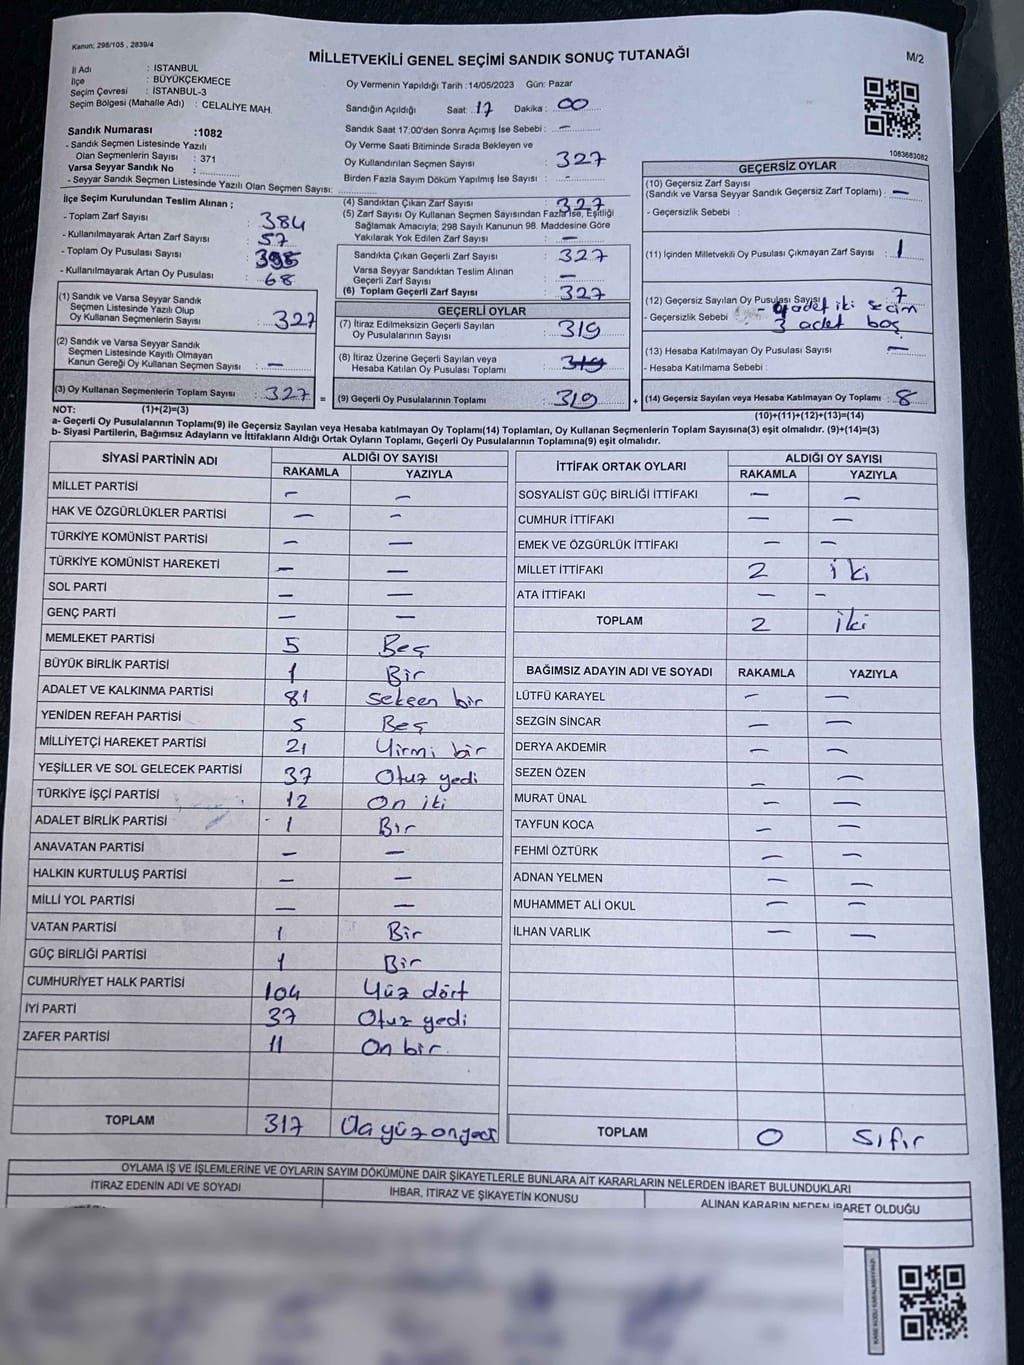 Kanun; 298/105 , 2839/4
MİLLETVEKİLİ GENEL SEÇİMİ SANDIK SONUÇ TUTANAĞI
M/2
İl Adı : ISTANBUL
İlçe : BÜYÜKÇEKMECE
Seçim Çevresi : İSTANBUL-3
Seçim Bölgesi (Mahalle Adı) : CELALİYE MAH.
Oy Vermenin Yapıldığı Tarih :14/05/2023 Gün: Pazar
Sandığın Açıldığı Saat: 17 Dakika : 00
Sandık Numarası :1082
- Sandık Seçmen Listesinde Yazılı
Olan Seçmenlerin Sayısı : 371
Varsa Seyyar Sandık No :
- Seyyar Sandık Seçmen Listesinde Yazılı Olan Seçmen Sayısı:
Sandık Saat 17:00'den Sonra Açımış İse Sebebi : —
Oy Verme Saati Bitiminde Sırada Bekleyen ve
Oy Kullandırılan Seçmen Sayısı : 327
Birden Fazla Sayım Döküm Yapılmış İse Sayısı : -
1083683082
İlçe Seçim Kurulundan Teslim Alınan ;
- Toplam Zarf Sayısı : 384
- Kullanılmayarak Artan Zarf Sayısı : 57
- Toplam Oy Pusulası Sayısı : 395
- Kullanılmayarak Artan Oy Pusulası : 68
(1) Sandık ve Varsa Seyyar Sandık
Seçmen Listesinde Yazılı Olup
Oy Kullanan Seçmenlerin Sayısı : 327
(2) Sandık ve Varsa Seyyar Sandık
Seçmen Listesinde Kayıtlı Olmayan
Kanun Gereği Oy Kullanan Seçmen Sayısı : —
(3) Oy Kullanan Seçmenlerin Toplam Sayısı : 327 =
(4) Sandıktan Çıkan Zarf Sayısı : 327
(5) Zarf Sayısı Oy Kullanan Seçmen Sayısından Fazla İse, Eşitliği
Sağlamak Amacıyla; 298 Sayılı Kanunun 98. Maddesine Göre
Yakılarak Yok Edilen Zarf Sayısı : —
Sandıkta Çıkan Geçerli Zarf Sayısı : 327
Varsa Seyyar Sandıktan Teslim Alınan
Geçerli Zarf Sayısı : —
(6) Toplam Geçerli Zarf Sayısı : 327
GEÇERLİ OYLAR
(7) İtiraz Edilmeksizin Geçerli Sayılan
Oy Pusulalarının Sayısı : 319
(8) İtiraz Üzerine Geçerli Sayılan veya
Hesaba Katılan Oy Pusulası Toplamı : 319
(9) Geçerli Oy Pusulalarının Toplamı : 319 +
GEÇERSİZ OYLAR
(10) Geçersiz Zarf Sayısı
(Sandık ve Varsa Seyyar Sandık Geçersiz Zarf Toplamı) : —
- Geçersizlik Sebebi :
(11) İçinden Milletvekili Oy Pusulası Çıkmayan Zarf Sayısı : 1
(12) Geçersiz Sayılan Oy Pusulası Sayısı : 7
- Geçersizlik Sebebi - 4 adet iki seçim
3 adet boş
(13) Hesaba Katılmayan Oy Pusulası Sayısı : —
- Hesaba Katılmama Sebebi :
(14) Geçersiz Sayılan veya Hesaba Katılmayan Oy Toplamı : 8
NOT: (1)+(2)=(3)
(10)+(11)+(12)+(13)=(14)
a- Geçerli Oy Pusulalarının Toplamı(9) ile Geçersiz Sayılan veya Hesaba katılmayan Oy Toplamı(14) Toplamları, Oy Kullanan Seçmenlerin Toplam Sayısına(3) eşit olmalıdır. (9)+(14)=(3)
b- Siyasi Partilerin, Bağımsız Adayların ve İttifakların Aldığı Ortak Oyların Toplamı, Geçerli Oy Pusulalarının Toplamına(9) eşit olmalıdır.
SİYASİ PARTİNİN ADI ALDIĞI OY SAYISI
RAKAMLA YAZIYLA
MİLLET PARTİSİ — —
HAK VE ÖZGÜRLÜKLER PARTİSİ — —
TÜRKİYE KOMÜNİST PARTİSİ — —
TÜRKİYE KOMÜNİST HAREKETİ — —
SOL PARTİ — —
GENÇ PARTİ — —
MEMLEKET PARTİSİ 5 Beş
BÜYÜK BİRLİK PARTİSİ 1 Bir
ADALET VE KALKINMA PARTİSİ 81 seksen bir
YENİDEN REFAH PARTİSİ 5 Beş
MİLLİYETÇİ HAREKET PARTİSİ 21 Yirmi bir
YEŞİLLER VE SOL GELECEK PARTİSİ 37 Otuz yedi
TÜRKİYE İŞÇİ PARTİSİ 12 On iki
ADALET BİRLİK PARTİSİ 1 Bir
ANAVATAN PARTİSİ — —
HALKIN KURTULUŞ PARTİSİ — —
MİLLİ YOL PARTİSİ — —
VATAN PARTİSİ 1 Bir
GÜÇ BİRLİĞİ PARTİSİ 1 Bir
CUMHURİYET HALK PARTİSİ 104 Yüz dört
İYİ PARTİ 37 Otuz yedi
ZAFER PARTİSİ 11 On bir
TOPLAM 317
İTTİFAK ORTAK OYLARI ALDIĞI OY SAYISI
RAKAMLA YAZIYLA
SOSYALİST GÜÇ BİRLİĞİ İTTİFAKI — —
CUMHUR İTTİFAKI — —
EMEK VE ÖZGÜRLÜK İTTİFAKI — —
MİLLET İTTİFAKI 2 iki
ATA İTTİFAKI — —
TOPLAM 2 iki
BAĞIMSIZ ADAYIN ADI VE SOYADI RAKAMLA YAZIYLA
LÜTFÜ KARAYEL — —
SEZGİN SİNCAR — —
DERYA AKDEMİR — —
SEZEN ÖZEN — —
MURAT ÜNAL — —
TAYFUN KOCA — —
FEHMİ ÖZTÜRK — —
ADNAN YELMEN — —
MUHAMMET ALİ OKUL — —
İLHAN VARLIK — —
TOPLAM 0 Sıfır
OYLAMA İŞ VE İŞLEMLERİNE VE OYLARIN SAYIM DÖKÜMÜNE DAİR ŞİKAYETLERLE BUNLARA AİT KARARLARIN NELERDEN İBARET BULUNDUKLARI
İTİRAZ EDENİN ADI VE SOYADI İHBAR, İTİRAZ VE ŞİKAYETİN KONUSU ALINAN KARARIN NEDEN İBARET OLDUĞU